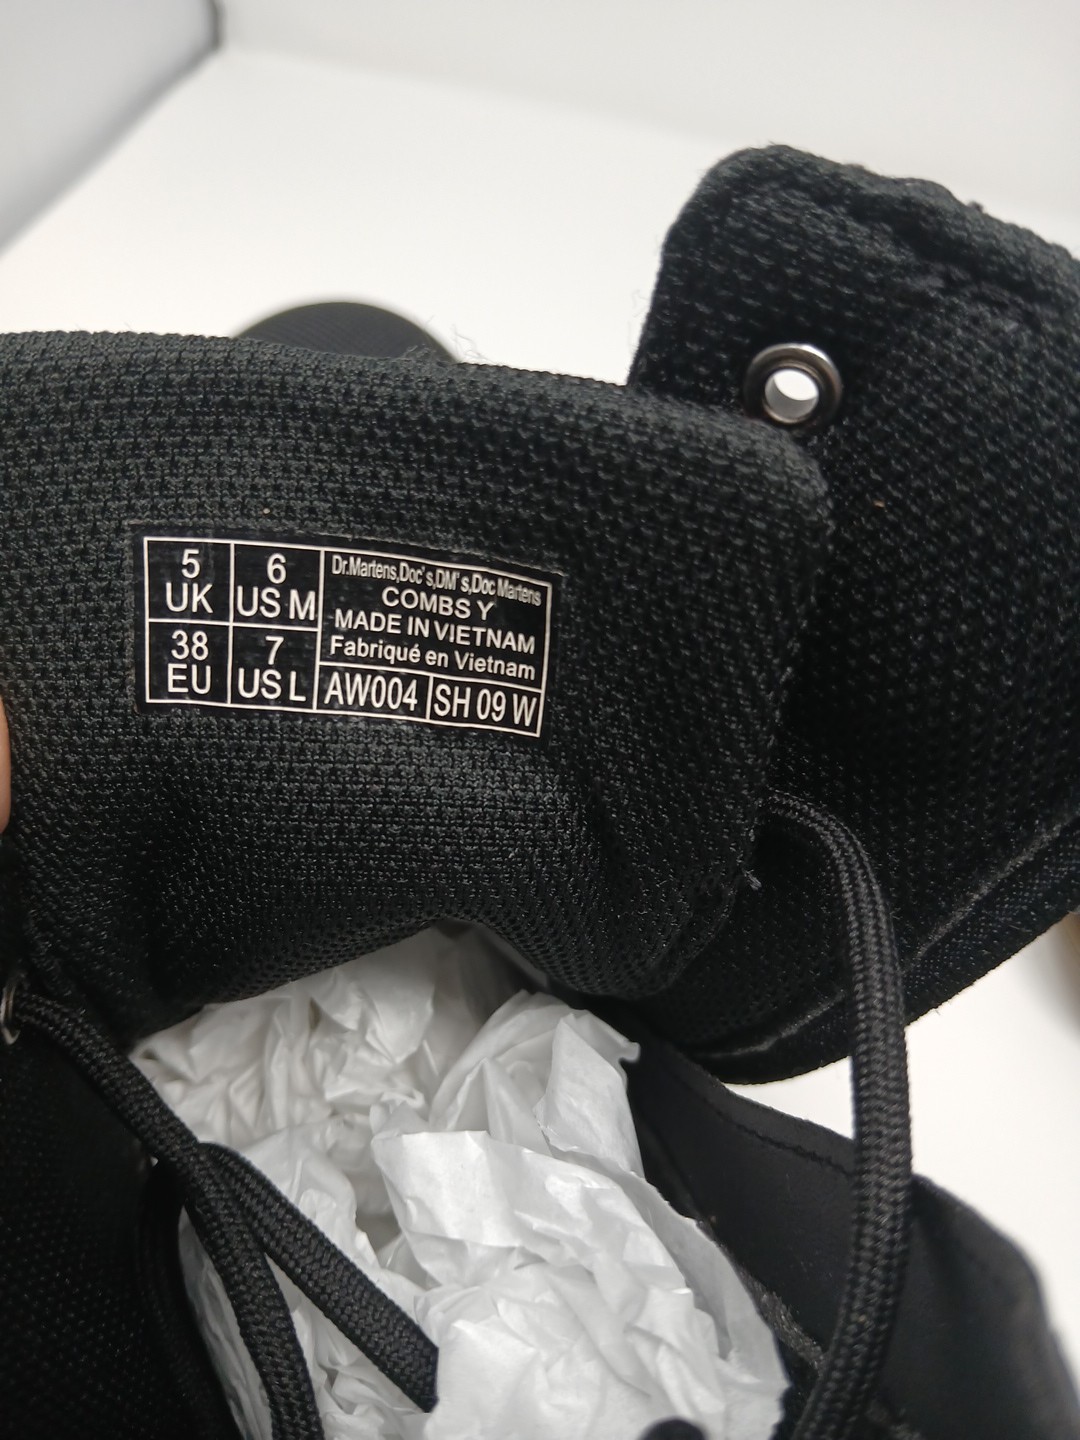 5
UK
6
US M
38
EU
7
US L
Dr.Martens,Doc's,DM's,Doc Martens
COMBS Y
MADE IN VIETNAM
Fabriqué en Vietnam
AW004
SH 09 W